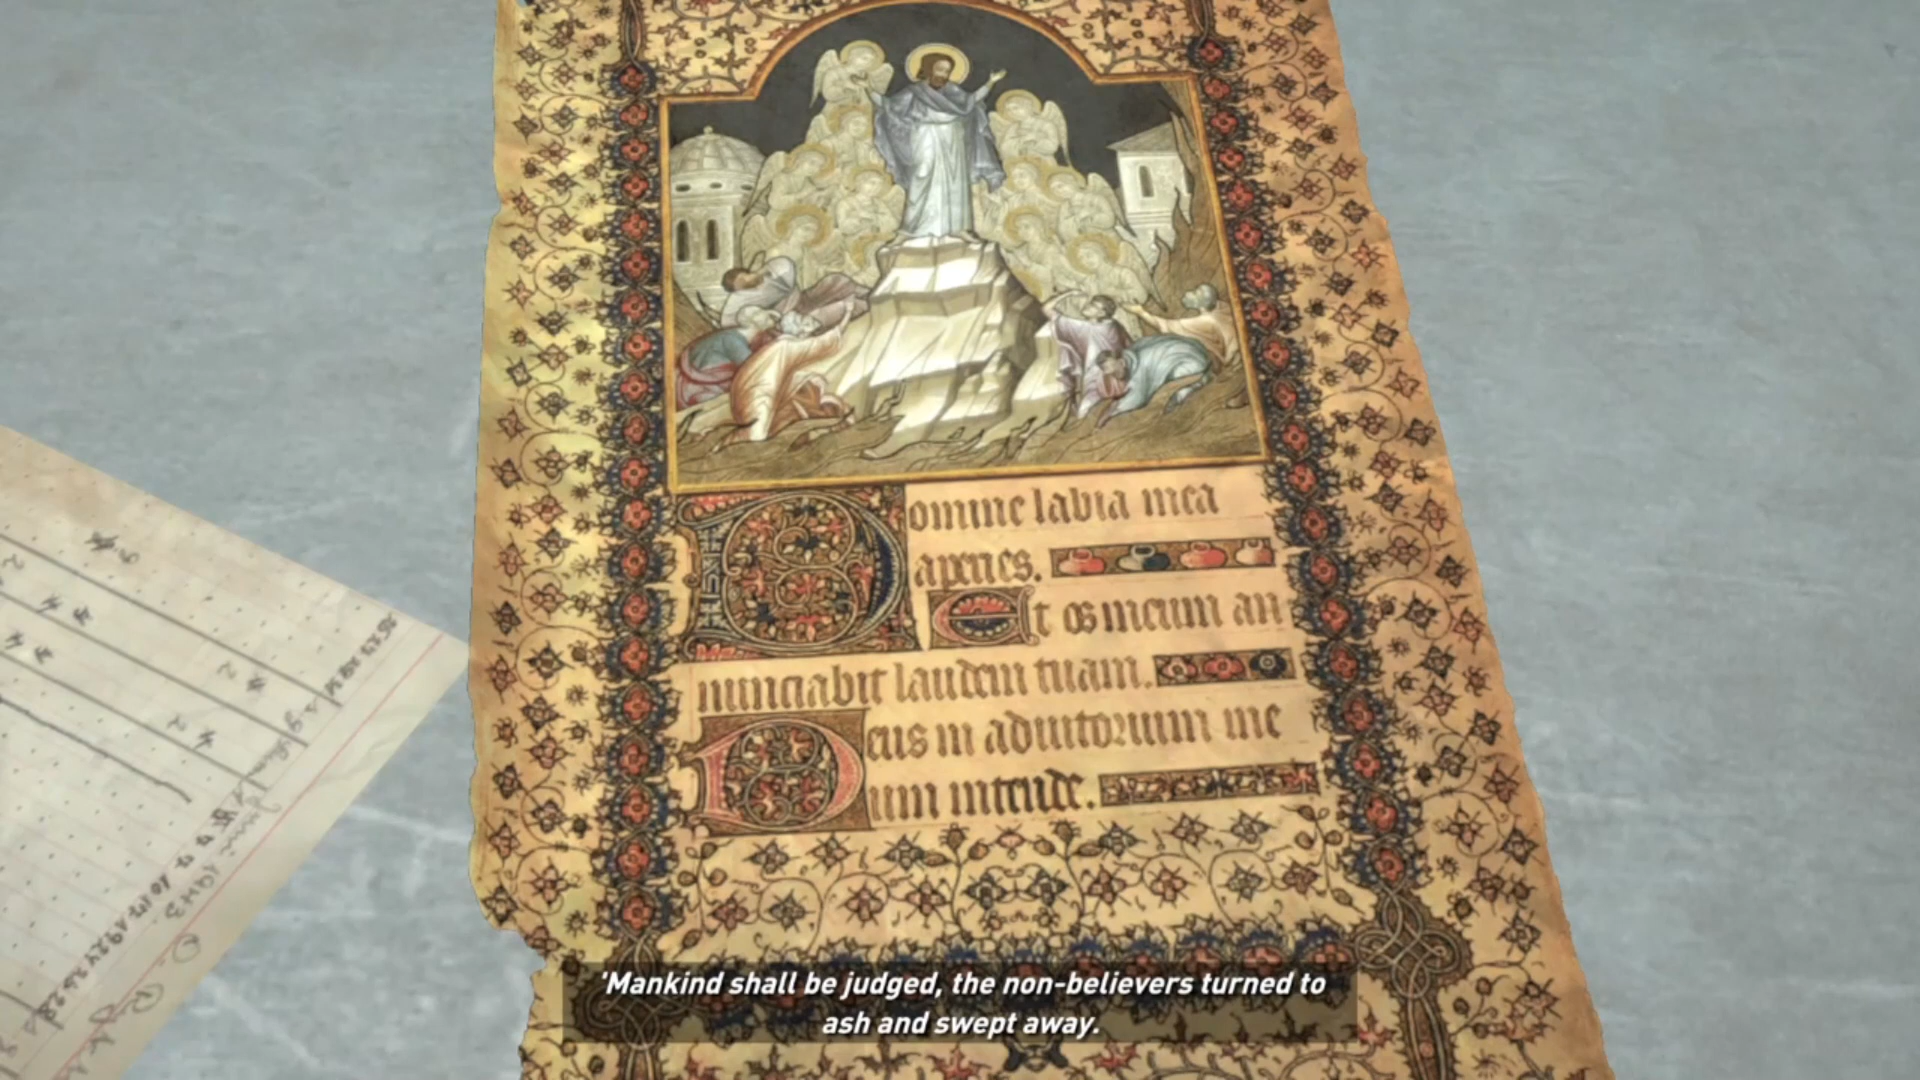 Domine labia mea
aperies.
Et os meum an
nunciabit laudem tuam.
Deus in adiutorium me
um intende.
'Mankind shall be judged, the non-believers turned to
ash and swept away.